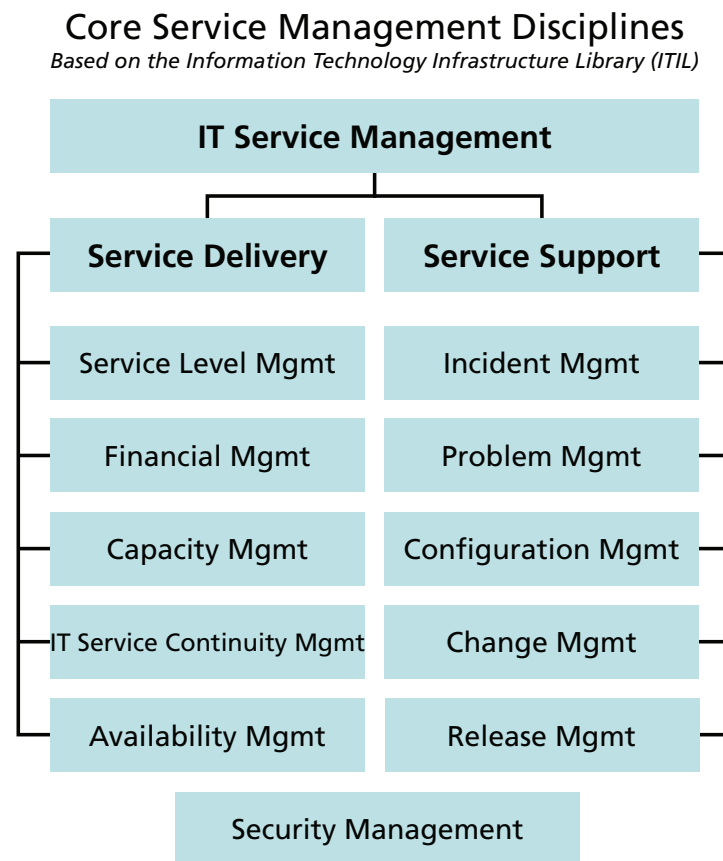 Core Service Management Disciplines
Based on the Information Technology Infrastructure Library (ITIL)
IT Service Management
Service Delivery
Service Support
Service Level Mgmt
Incident Mgmt
Financial Mgmt
Problem Mgmt
Capacity Mgmt
Configuration Mgmt
IT Service Continuity Mgmt
Change Mgmt
Availability Mgmt
Release Mgmt
Security Management